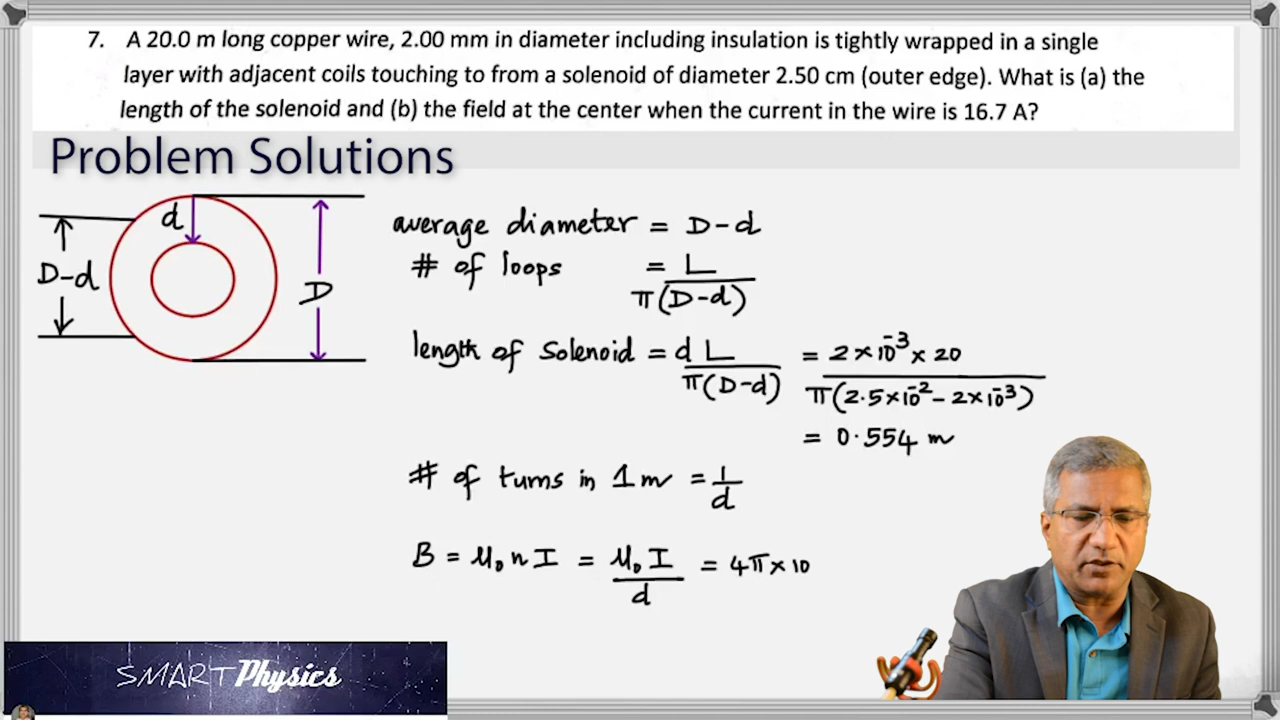 7. A 20.0 m long copper wire, 2.00 mm in diameter including insulation is tightly wrapped in a single
layer with adjacent coils touching to from a solenoid of diameter 2.50 cm (outer edge). What is (a) the
length of the solenoid and (b) the field at the center when the current in the wire is 16.7 A?
Problem Solutions
d
D-d
D
average diameter = D-d
# of loops = L / π(D-d)
length of Solenoid = d L / π(D-d) = 2×10⁻³ × 20 / π(2.5×10⁻² - 2×10⁻³)
= 0.554 m
# of turns in 1m = 1/d
B = μ₀ n I = μ₀ I / d = 4π × 10
SMART Physics